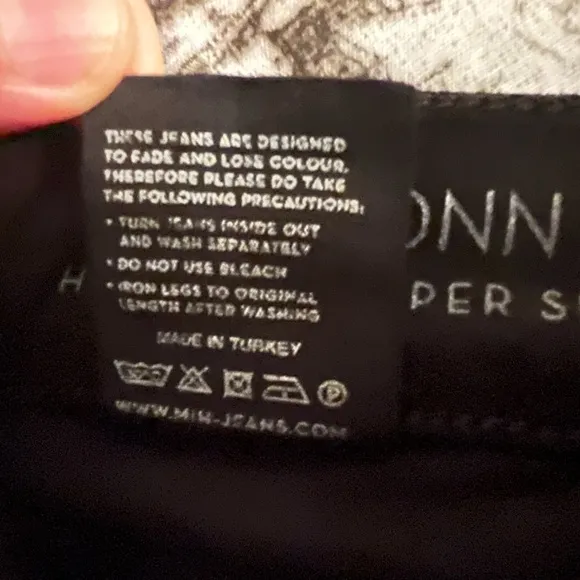 THESE JEANS ARE DESIGNED
TO FADE AND LOSE COLOUR,
THEREFORE PLEASE DO TAKE
THE FOLLOWING PRECAUTIONS:
• TURN JEANS INSIDE OUT
AND WASH SEPARATELY
• DO NOT USE BLEACH
• IRON LEGS TO ORIGINAL
LENGTH AFTER WASHING
MADE IN TURKEY
P
WWW.MIH-JEANS.COM
ONN
H
PER S